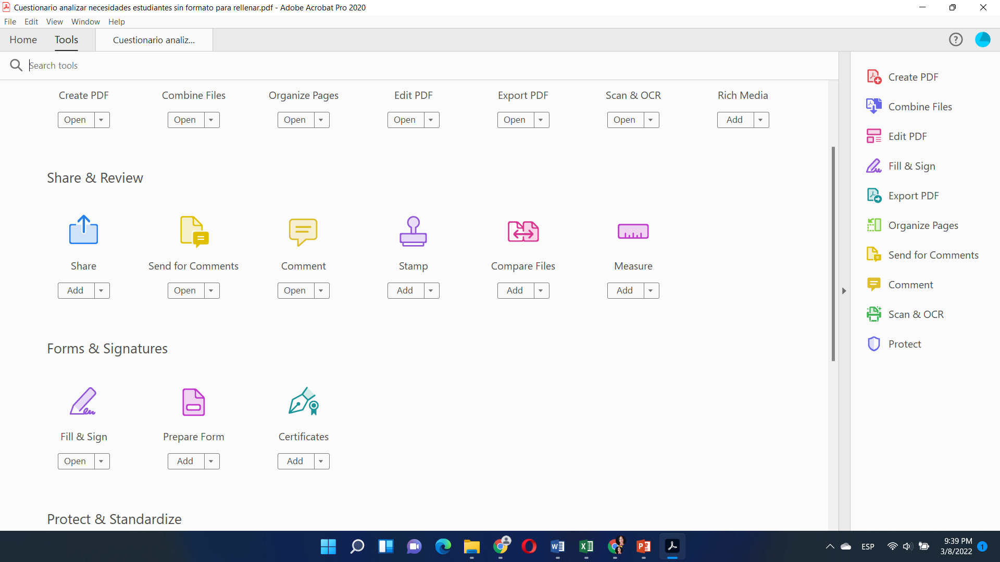 Cuestionario analizar necesidades estudiantes sin formato para rellenar.pdf - Adobe Acrobat Pro 2020
File Edit View Window Help
Home Tools Cuestionario analiz...
Search tools
Create PDF Combine Files Organize Pages Edit PDF Export PDF Scan & OCR Rich Media
Open Open Open Open Open Open Add
Share & Review
Share Send for Comments Comment Stamp Compare Files Measure
Add Open Open Add Add Add
Forms & Signatures
Fill & Sign Prepare Form Certificates
Open Add Add
Protect & Standardize
Create PDF
Combine Files
Edit PDF
Fill & Sign
Export PDF
Organize Pages
Send for Comments
Comment
Scan & OCR
Protect
ESP
9:39 PM
3/8/2022
1